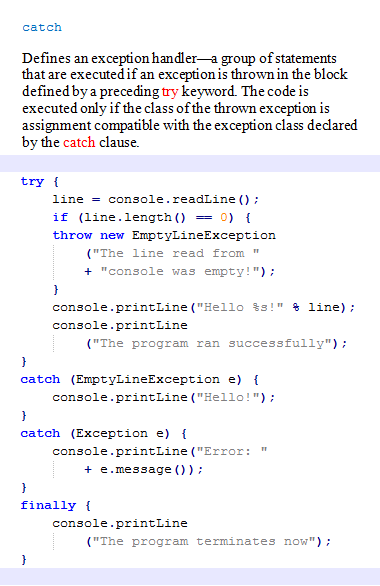 catch
Defines an exception handler—a group of statements
that are executed if an exception is thrown in the block
defined by a preceding try keyword. The code is
executed only if the class of the thrown exception is
assignment compatible with the exception class declared
by the catch clause.
try {
    line = console.readLine();
    if (line.length() == 0) {
    throw new EmptyLineException
        ("The line read from "
        + "console was empty!");
    }
    console.printLine("Hello %s!" % line);
    console.printLine
        ("The program ran successfully");
}
catch (EmptyLineException e) {
    console.printLine("Hello!");
}
catch (Exception e) {
    console.printLine("Error: "
        + e.message());
}
finally {
    console.printLine
        ("The program terminates now");
}